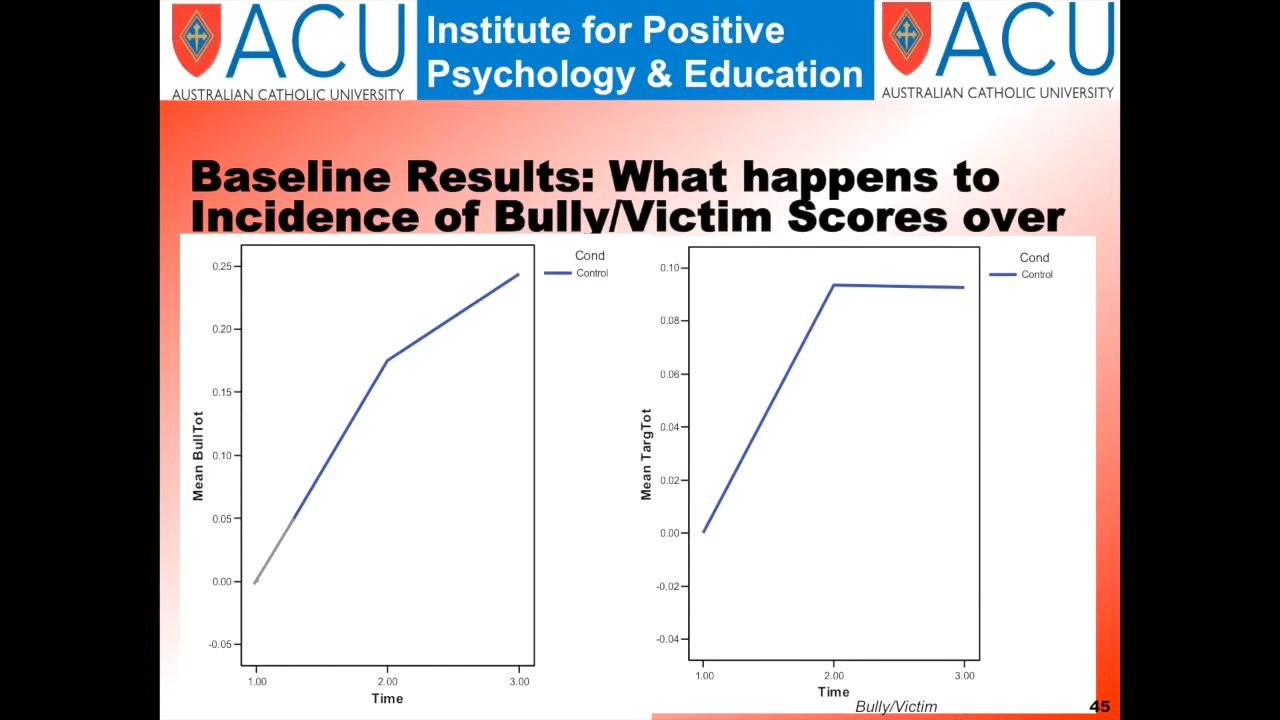 ACU
AUSTRALIAN CATHOLIC UNIVERSITY
Institute for Positive
Psychology & Education
ACU
AUSTRALIAN CATHOLIC UNIVERSITY
Baseline Results: What happens to
Incidence of Bully/Victim Scores over
Cond
Control
0.25
0.20
0.15
0.10
0.05
0.00
-0.05
Mean BullTot
1.00 2.00 3.00
Time
Cond
Control
0.10
0.08
0.06
0.04
0.02
0.00
-0.02
-0.04
Mean TargTot
1.00 2.00 3.00
Time
Bully/Victim
45